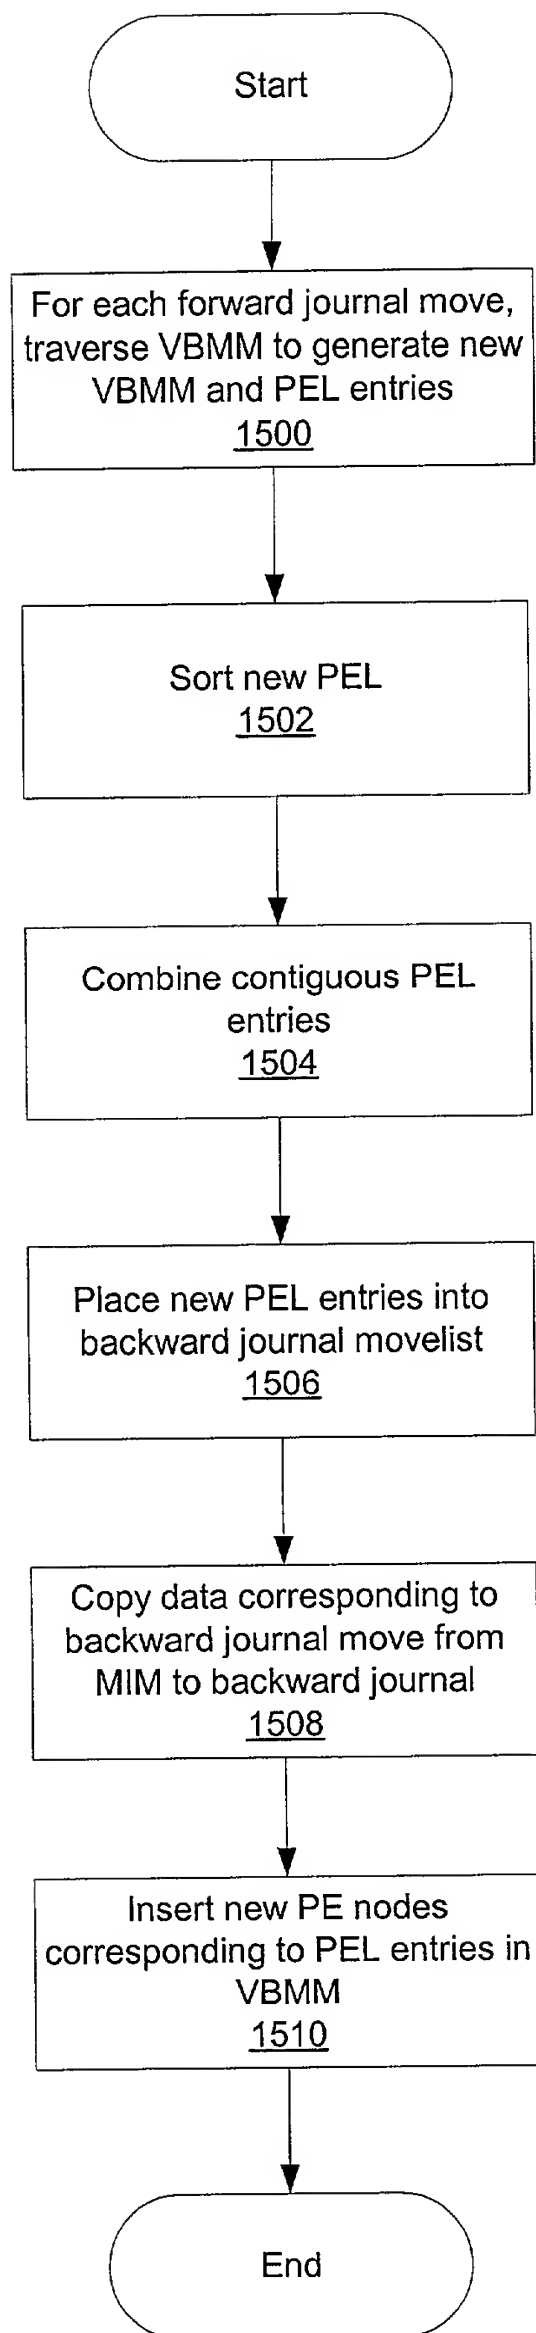 Start
For each forward journal move,
traverse VBMM to generate new
VBMM and PEL entries
1500
Sort new PEL
1502
Combine contiguous PEL
entries
1504
Place new PEL entries into
backward journal movelist
1506
Copy data corresponding to
backward journal move from
MIM to backward journal
1508
Insert new PE nodes
corresponding to PEL entries in
VBMM
1510
End